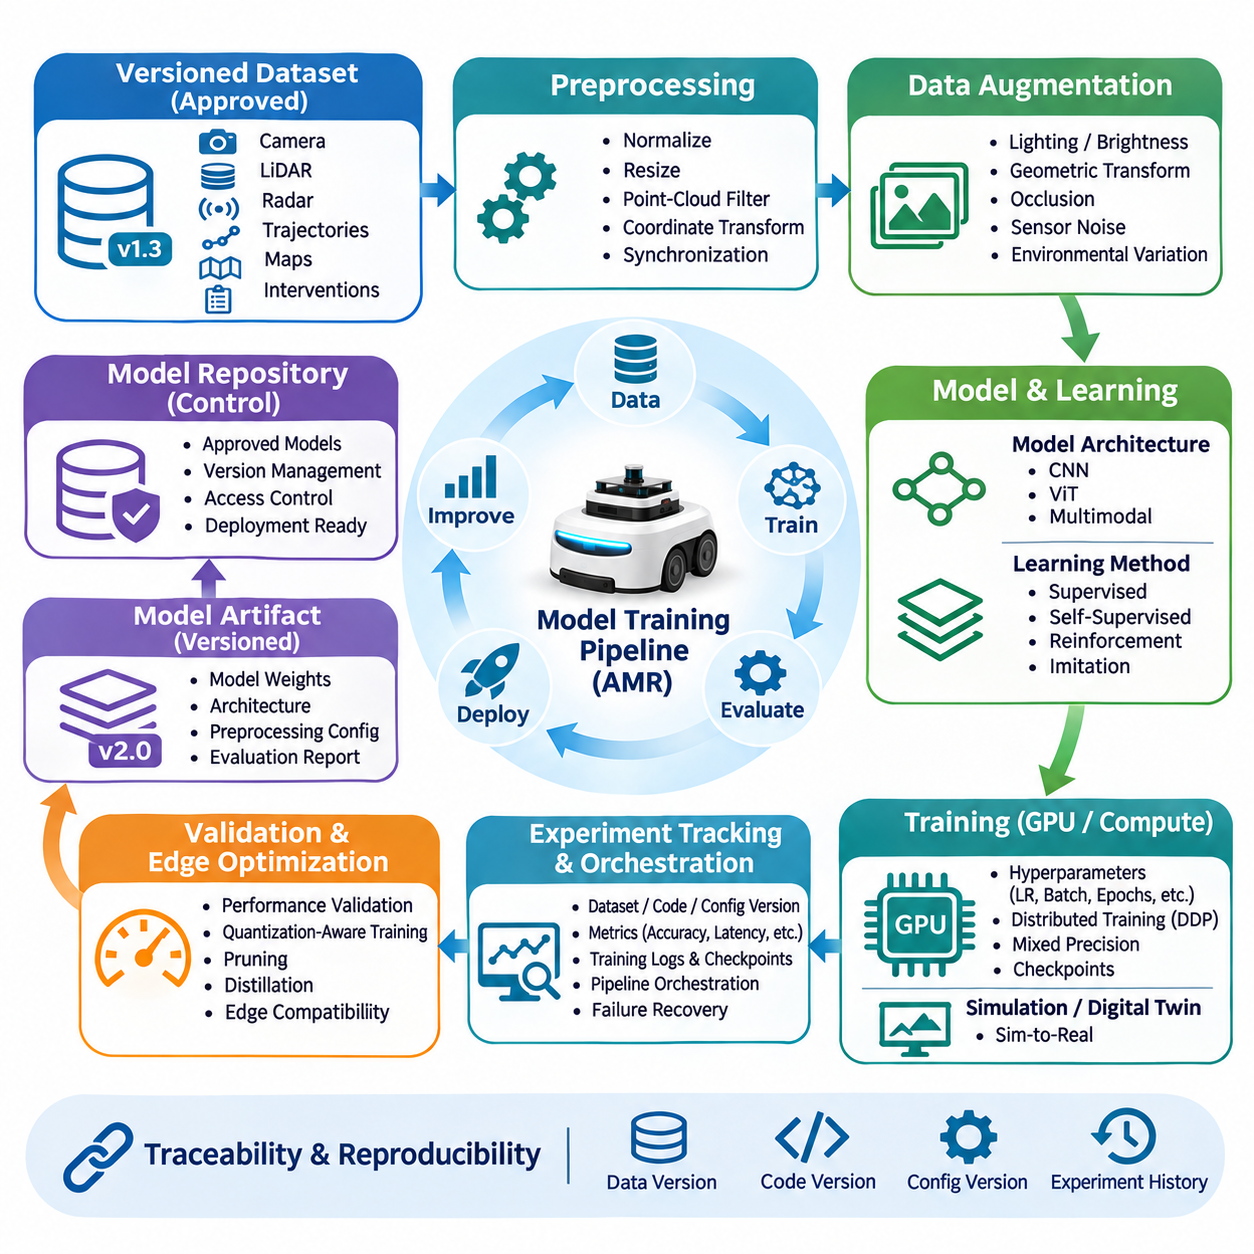 Versioned Dataset
(Approved)
v1.3
Camera
LiDAR
Radar
Trajectories
Maps
Interventions
Preprocessing
• Normalize
• Resize
• Point-Cloud Filter
• Coordinate Transform
• Synchronization
Data Augmentation
• Lighting / Brightness
• Geometric Transform
• Occlusion
• Sensor Noise
• Environmental Variation
Model & Learning
Model Architecture
• CNN
• ViT
• Multimodal
Learning Method
• Supervised
• Self-Supervised
• Reinforcement
• Imitation
Training (GPU / Compute)
GPU
• Hyperparameters
(LR, Batch, Epochs, etc.)
• Distributed Training (DDP)
• Mixed Precision
• Checkpoints
Simulation / Digital Twin
• Sim-to-Real
Experiment Tracking
& Orchestration
• Dataset / Code / Config Version
• Metrics (Accuracy, Latency, etc.)
• Training Logs & Checkpoints
• Pipeline Orchestration
• Failure Recovery
Validation &
Edge Optimization
• Performance Validation
• Quantization-Aware Training
• Pruning
• Distillation
• Edge Compatibility
Model Artifact
(Versioned)
v2.0
• Model Weights
• Architecture
• Preprocessing Config
• Evaluation Report
Model Repository
(Control)
• Approved Models
• Version Management
• Access Control
• Deployment Ready
Data
Train
Evaluate
Deploy
Improve
Model Training
Pipeline
(AMR)
Traceability & Reproducibility
Data Version
Code Version
Config Version
Experiment History